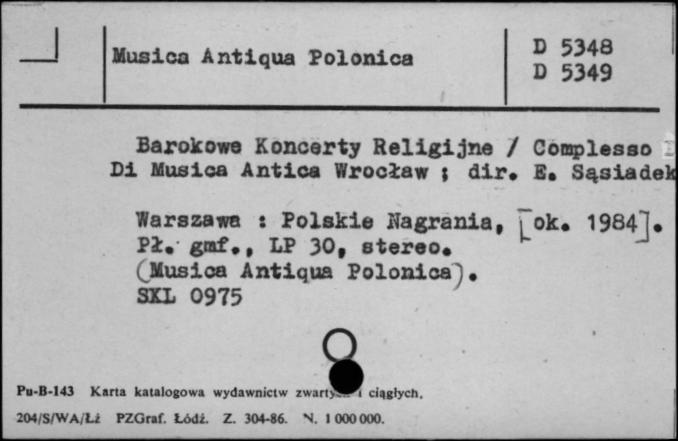 Musica Antiqua Polonica
D 5348
D 5349
Barokowe Koncerty Religijne / Complesso
Di Musica Antica Wrocław ; dir. E. Sąsiadek
Warszawa : Polskie Nagrania, [ok. 1984].
Pł. gmf., LP 30, stereo.
(Musica Antiqua Polonica).
SXL 0975
Pu-B-143 Karta katalogowa wydawnictw i ciągłych.
204/S/WA/Łż PZGraf. Łódź. Z. 304-86. N. 1 000 000.